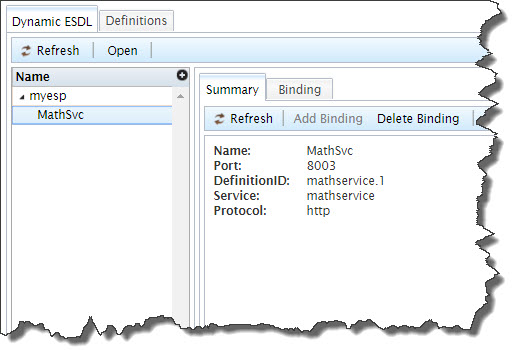 Dynamic ESDL Definitions
Refresh Open
Name
myesp
MathSvc
Summary Binding
Refresh Add Binding Delete Binding
Name: MathSvc
Port: 8003
DefinitionID: mathservice.1
Service: mathservice
Protocol: http